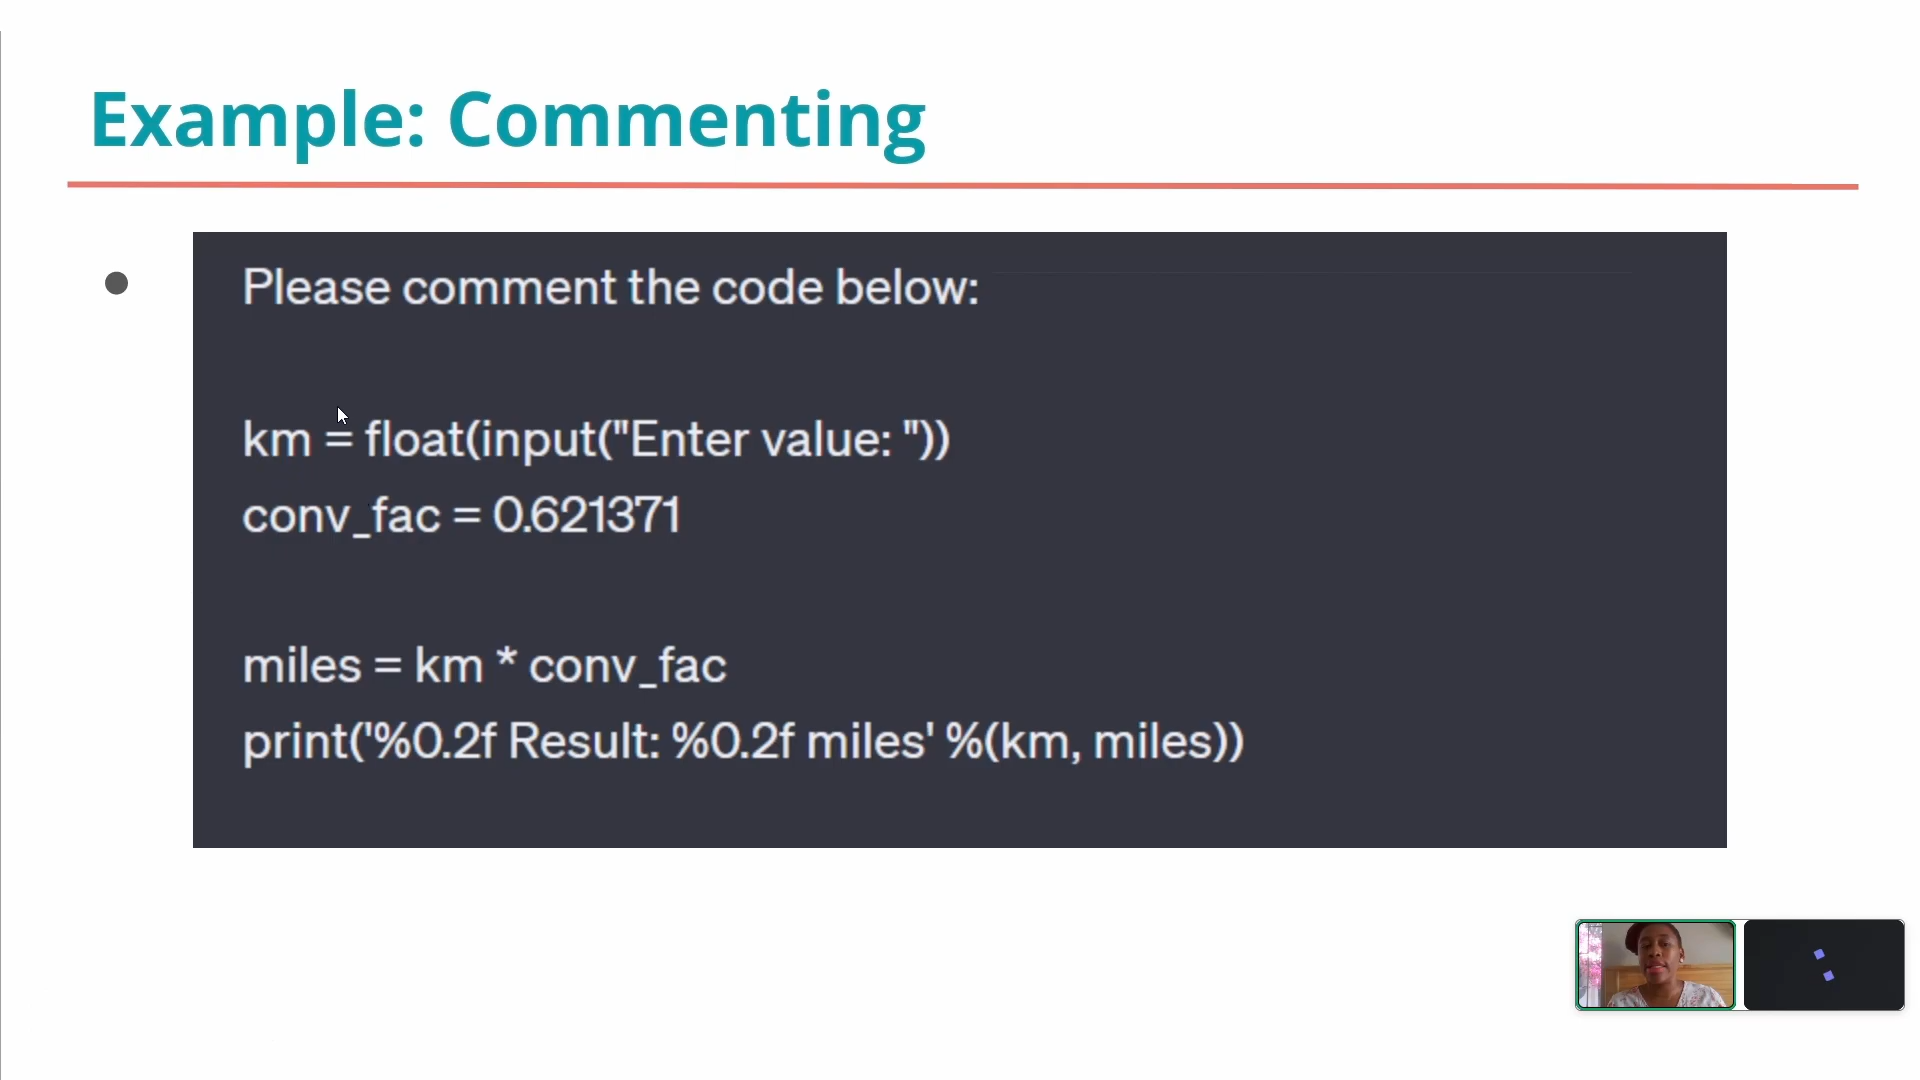 Example: Commenting
Please comment the code below:
km = float(input("Enter value: "))
conv_fac = 0.621371
miles = km * conv_fac
print('%0.2f Result: %0.2f miles' %(km, miles))